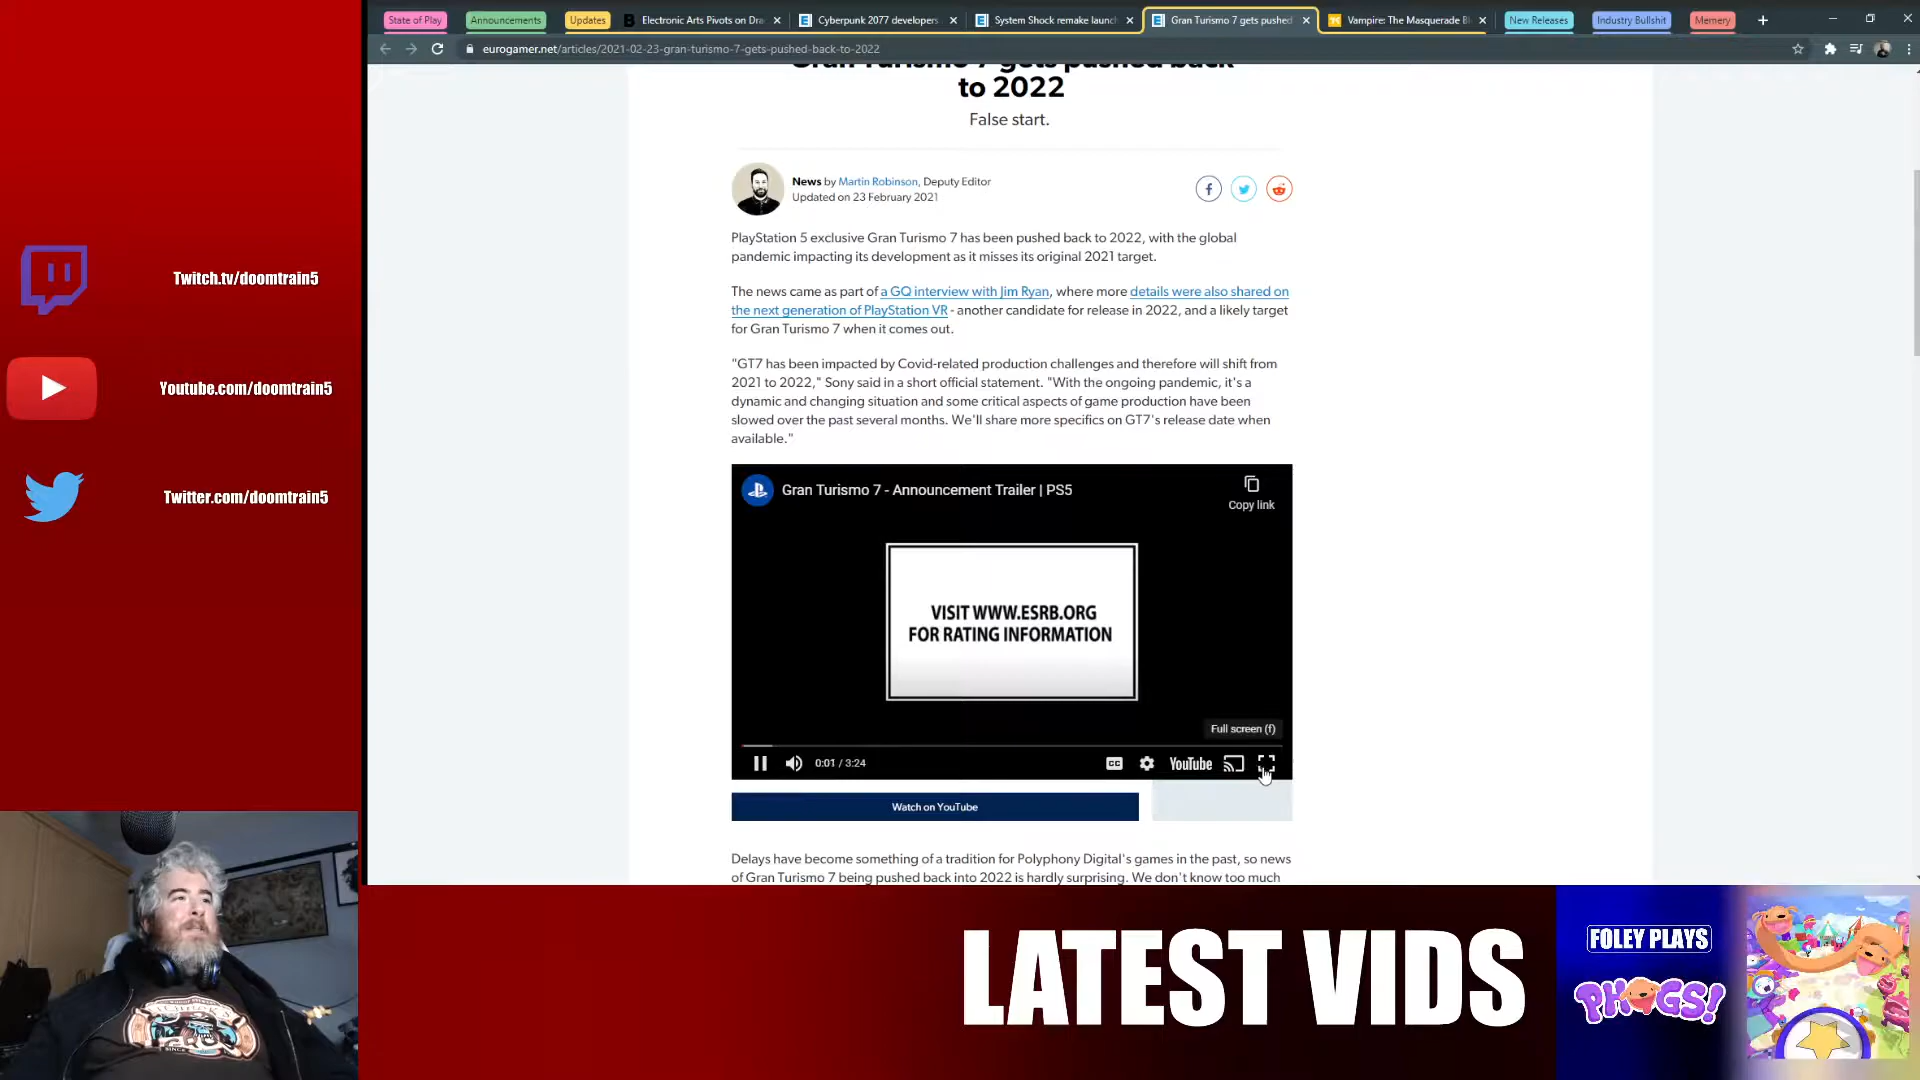 State of Play
Announcements
Updates
Electronic Arts Pivots on Dra
Cyberpunk 2077 developers
System Shock remake launc
Gran Turismo 7 gets pushed
Vampire: The Masquerade Bl
New Releases
Industry Bullshit
Memery
eurogamer.net/articles/2021-02-23-gran-turismo-7-gets-pushed-back-to-2022
Gran Turismo 7 gets pushed back
to 2022
False start.
News by Martin Robinson, Deputy Editor
Updated on 23 February 2021
PlayStation 5 exclusive Gran Turismo 7 has been pushed back to 2022, with the global
pandemic impacting its development as it misses its original 2021 target.
The news came as part of a GQ interview with Jim Ryan, where more details were also shared on
the next generation of PlayStation VR - another candidate for release in 2022, and a likely target
for Gran Turismo 7 when it comes out.
"GT7 has been impacted by Covid-related production challenges and therefore will shift from
2021 to 2022," Sony said in a short official statement. "With the ongoing pandemic, it's a
dynamic and changing situation and some critical aspects of game production have been
slowed over the past several months. We'll share more specifics on GT7's release date when
available."
Gran Turismo 7 - Announcement Trailer | PS5
Copy link
VISIT WWW.ESRB.ORG
FOR RATING INFORMATION
Full screen (f)
0:01 / 3:24
CC
YouTube
Watch on YouTube
Delays have become something of a tradition for Polyphony Digital's games in the past, so news
of Gran Turismo 7 being pushed back into 2022 is hardly surprising. We don't know too much
Twitch.tv/doomtrain5
Youtube.com/doomtrain5
Twitter.com/doomtrain5
LATEST VIDS
FOLEY PLAYS
PHOGS!